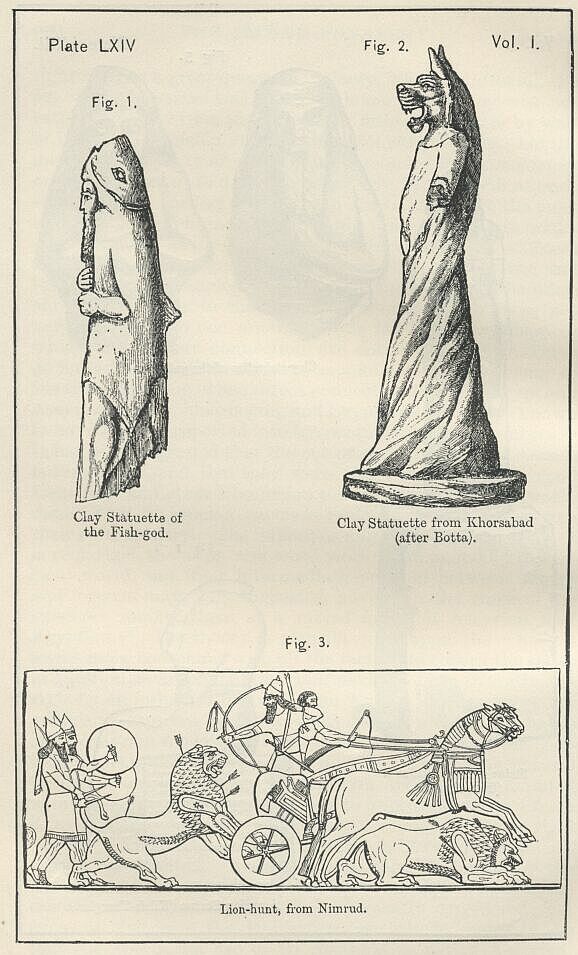 Plate LXIV
Fig. 2.
Vol. I.
Fig. 1.
Clay Statuette of
the Fish-god.
Clay Statuette from Khorsabad
(after Botta).
Fig. 3.
Lion-hunt, from Nimrud.